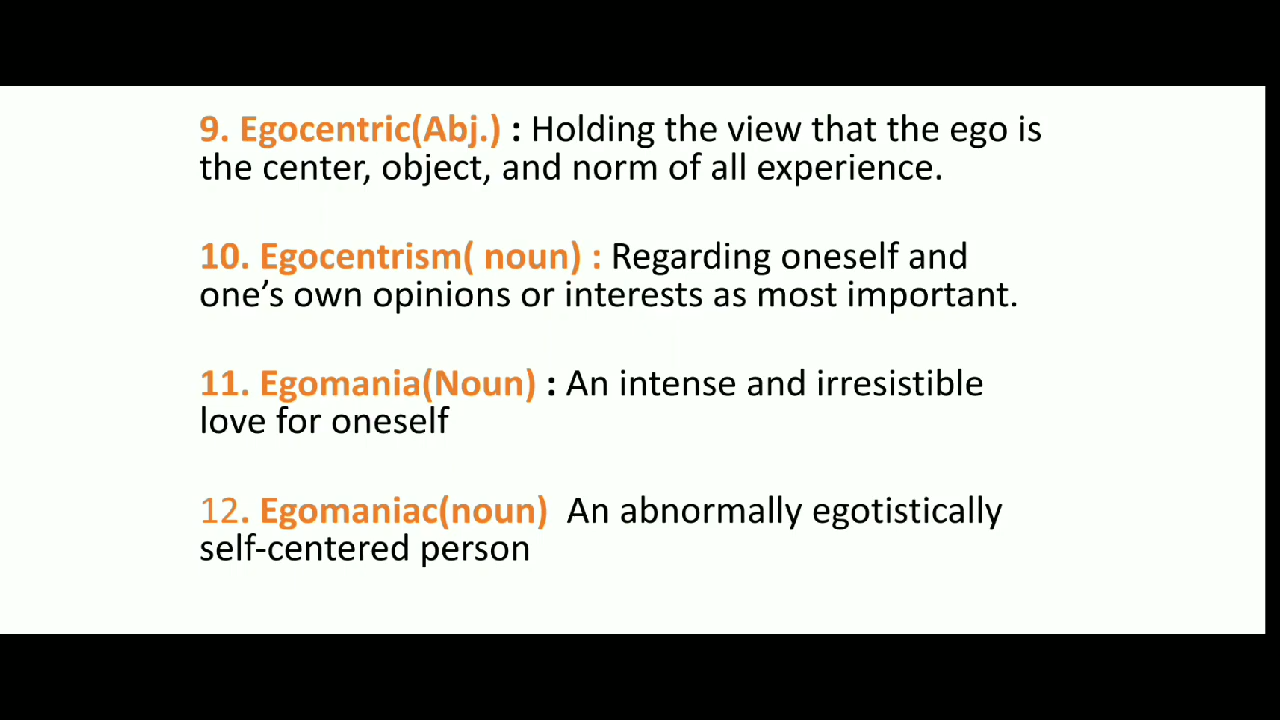 9. Egocentric(Abj.) : Holding the view that the ego is
the center, object, and norm of all experience.
10. Egocentrism( noun) : Regarding oneself and
one’s own opinions or interests as most important.
11. Egomania(Noun) : An intense and irresistible
love for oneself
12. Egomaniac(noun)  An abnormally egotistically
self-centered person